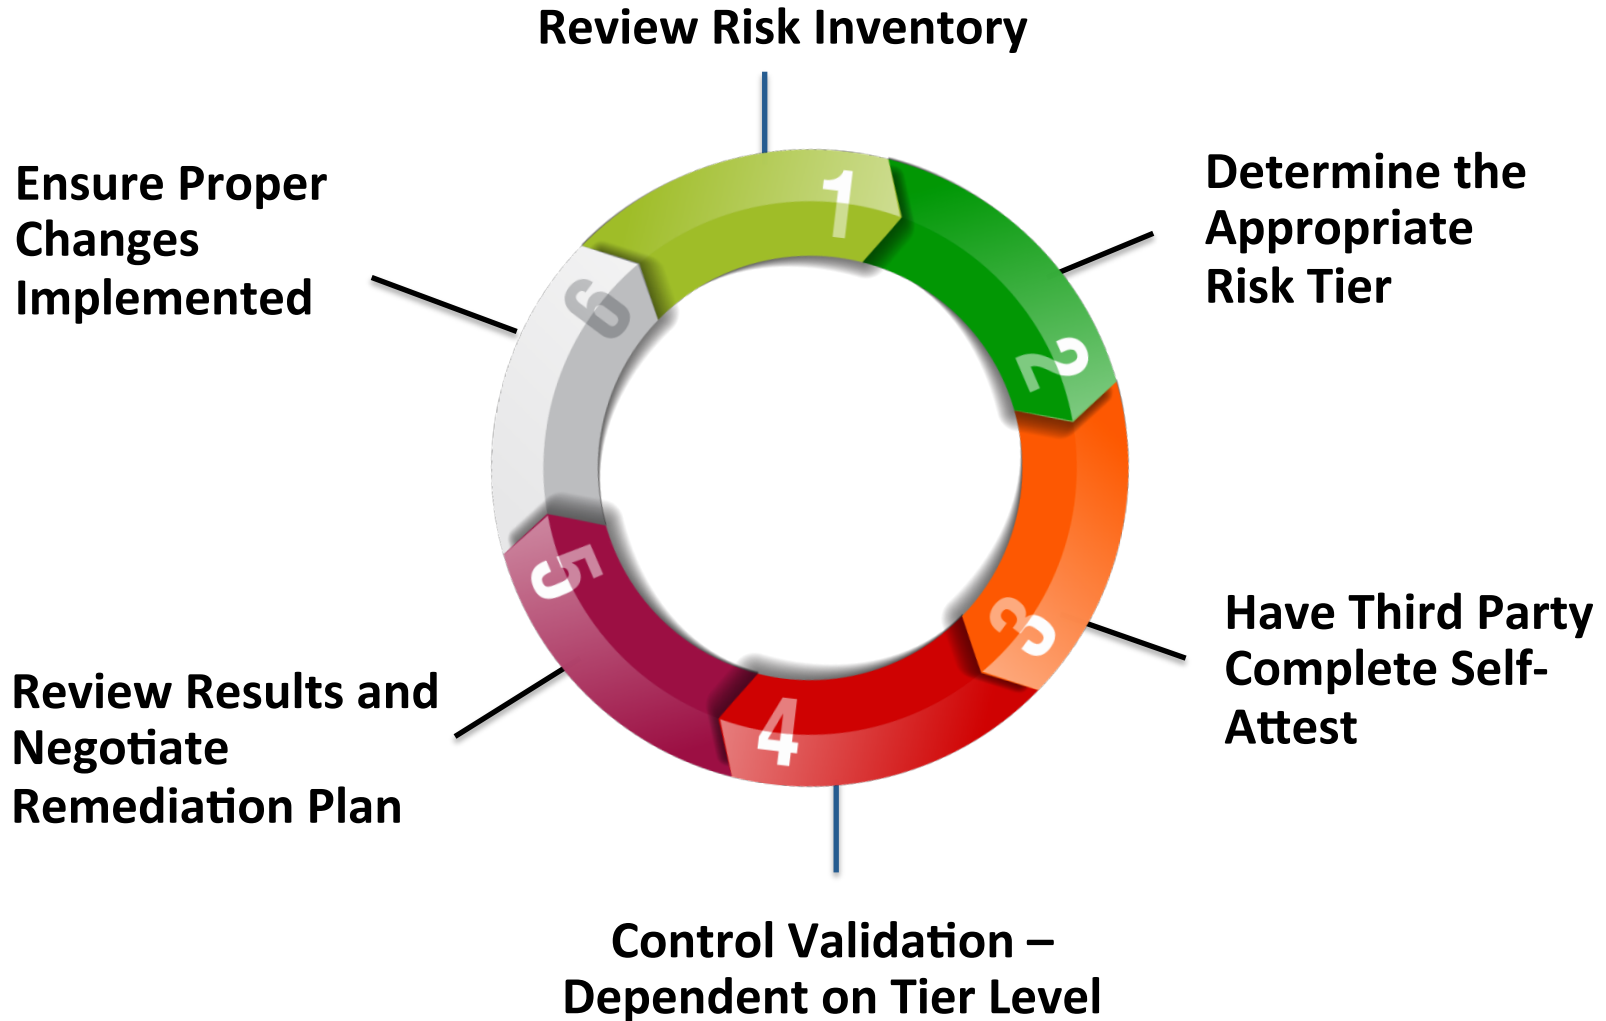 Review Risk Inventory
1
Determine the
Appropriate
Risk Tier
2
Have Third Party
Complete Self-
Attest
3
Control Validation –
Dependent on Tier Level
4
Review Results and
Negotiate
Remediation Plan
5
Ensure Proper
Changes
Implemented
6